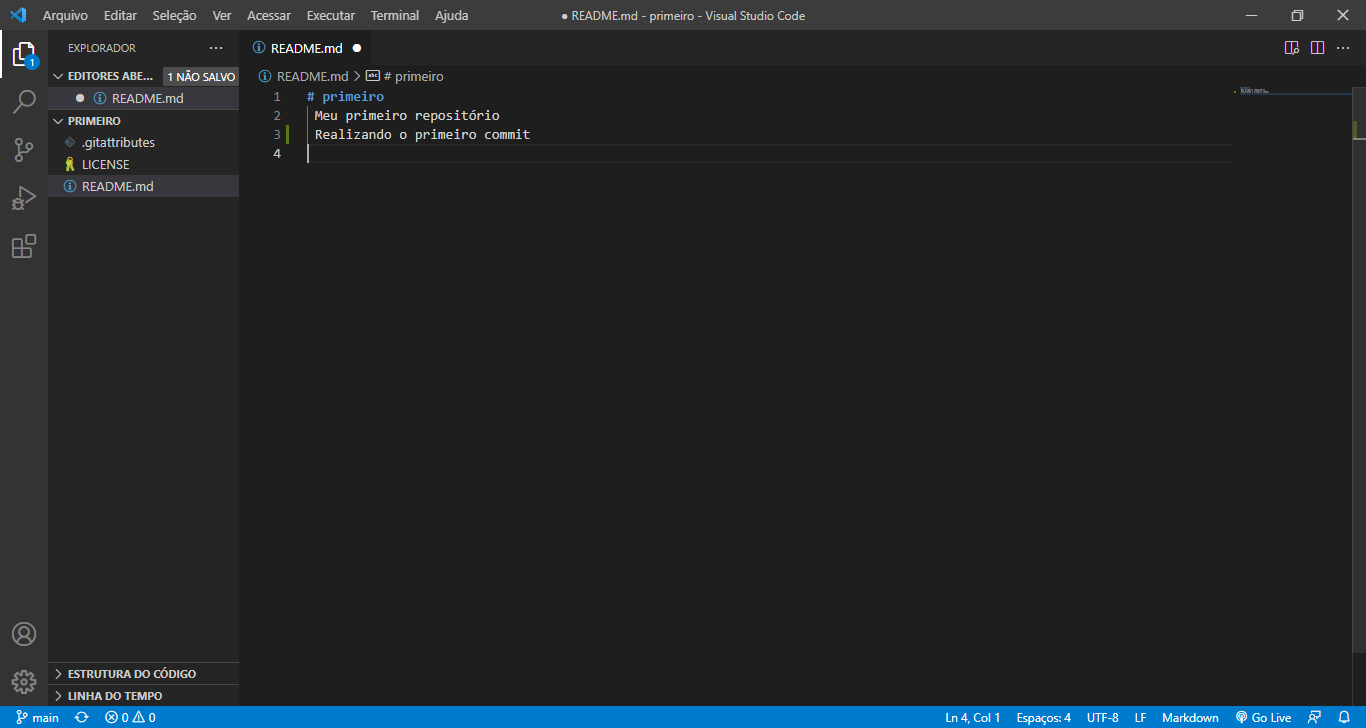 Arquivo Editar Seleção Ver Acessar Executar Terminal Ajuda
● README.md - primeiro - Visual Studio Code
EXPLORADOR
README.md
1
EDITORES ABE... 1 NÃO SALVO
README.md
PRIMEIRO
.gitattributes
LICENSE
README.md
README.md > abc # primeiro
1 # primeiro
2 Meu primeiro repositório
3 Realizando o primeiro commit
4
ESTRUTURA DO CÓDIGO
LINHA DO TEMPO
main 0 0 Ln 4, Col 1 Espaços: 4 UTF-8 LF Markdown Go Live